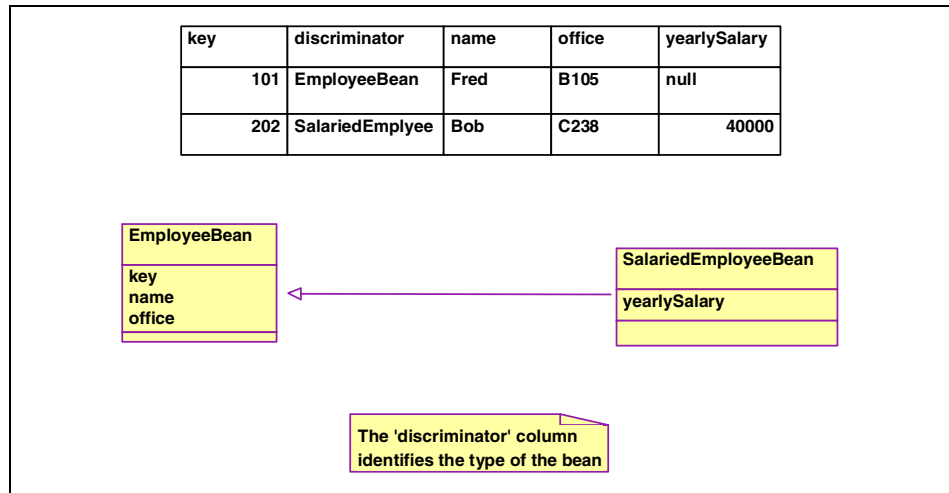 key discriminator name office yearlySalary
101 EmployeeBean Fred B105 null
202 SalariedEmplyee Bob C238 40000
EmployeeBean
key
name
office
SalariedEmployeeBean
yearlySalary
The 'discriminator' column
identifies the type of the bean